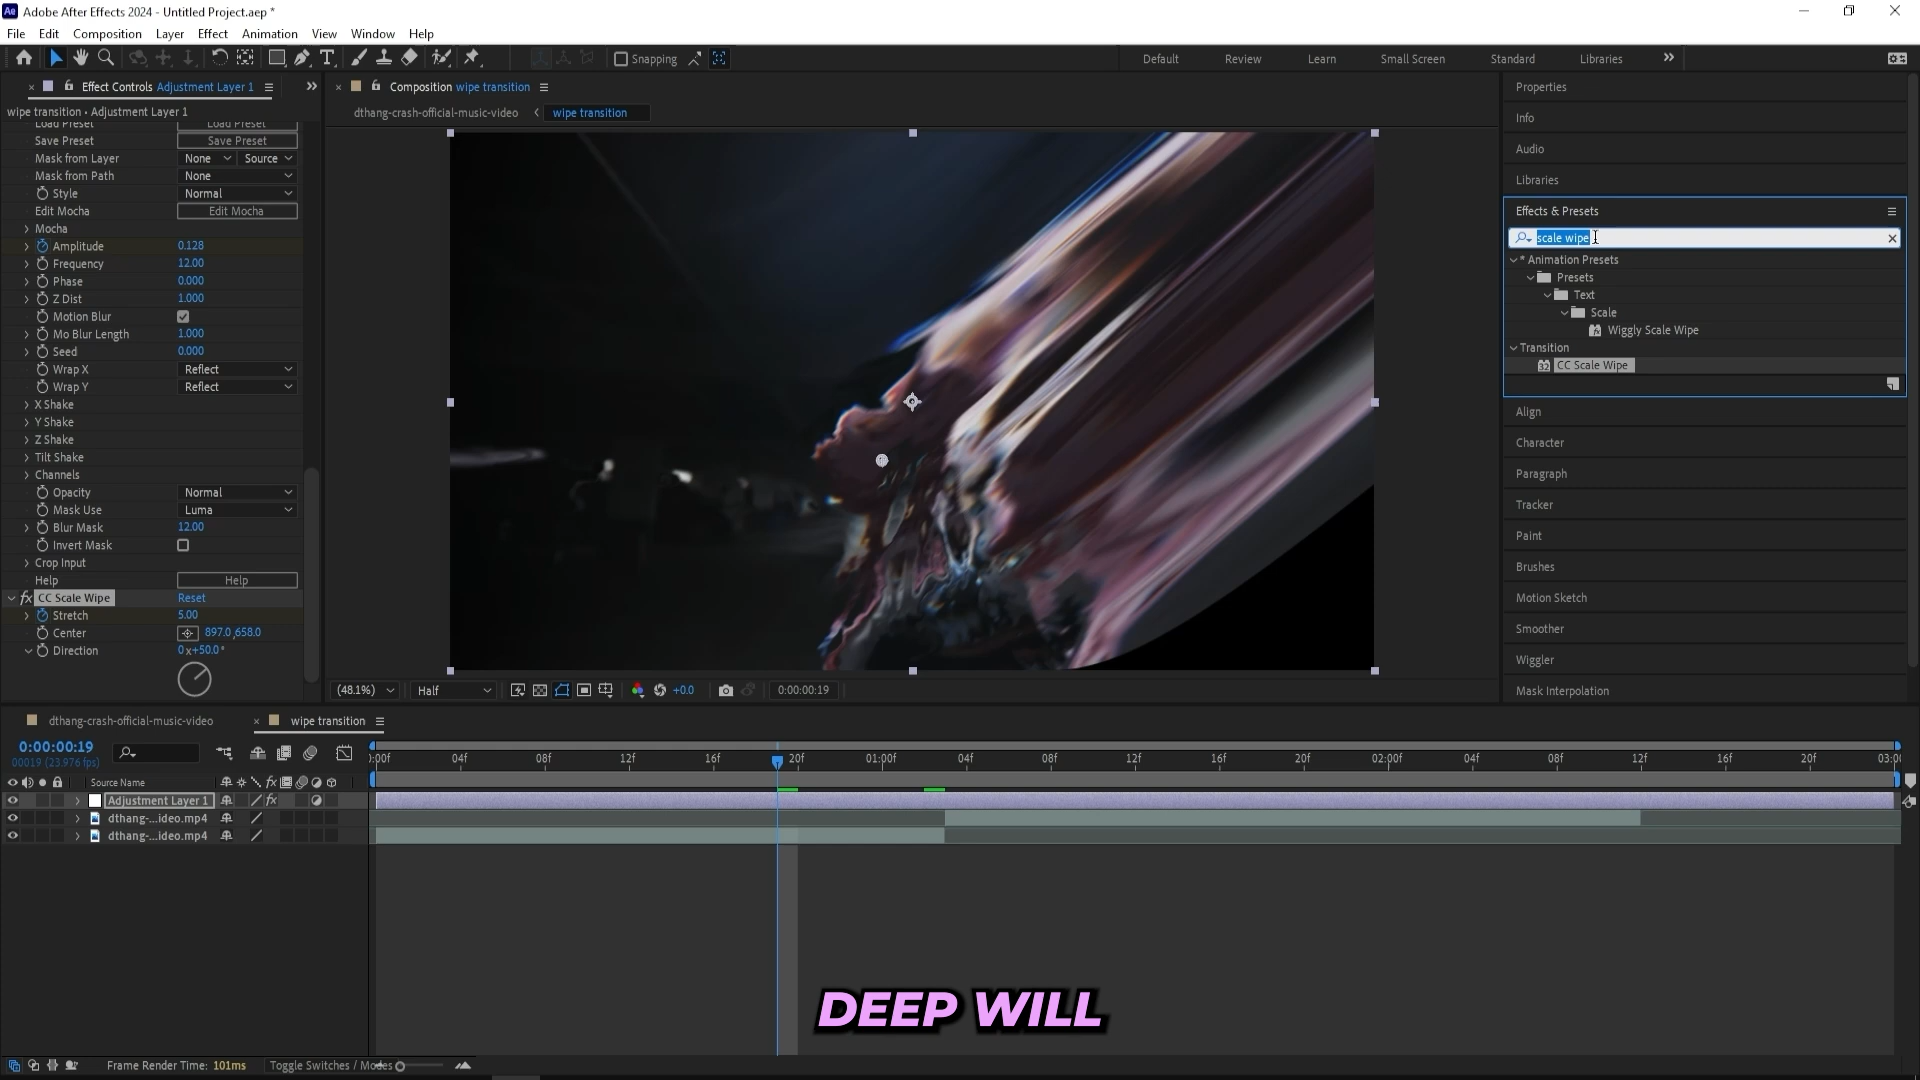 Adobe After Effects 2024 - Untitled Project.aep *
File Edit Composition Layer Effect Animation View Window Help
Snapping
Default Review Learn Small Screen Standard Libraries
Effect Controls Adjustment Layer 1
wipe transition • Adjustment Layer 1
Load Preset Load Preset
Save Preset Save Preset
Mask from Layer None Source
Mask from Path None
Style Normal
Edit Mocha Edit Mocha
Mocha
Amplitude 0.128
Frequency 12.00
Phase 0.000
Z Dist 1.000
Motion Blur
Mo Blur Length 1.000
Seed 0.000
Wrap X Reflect
Wrap Y Reflect
X Shake
Y Shake
Z Shake
Tilt Shake
Channels
Opacity Normal
Mask Use Luma
Blur Mask 12.00
Invert Mask
Crop Input
Help Help
fx CC Scale Wipe Reset
Stretch 5.00
Center 897.0,658.0
Direction 0x+50.0°
Composition wipe transition
dthang-crash-official-music-video wipe transition
(48.1%) Half +0.0 0:00:00:19
Properties
Info
Audio
Libraries
Effects & Presets
scale wipe
* Animation Presets
Presets
Text
Scale
Wiggly Scale Wipe
Transition
CC Scale Wipe
Align
Character
Paragraph
Tracker
Paint
Brushes
Motion Sketch
Smoother
Wiggler
Mask Interpolation
dthang-crash-official-music-video wipe transition
0:00:00:19
00019 (23.976 fps)
:00f 04f 08f 12f 16f 20f 01:00f 04f 08f 12f 16f 20f 02:00f 04f 08f 12f 16f 20f 03:00
Source Name
Adjustment Layer 1
dthang-...ideo.mp4
dthang-...ideo.mp4
DEEP WILL
Frame Render Time: 101ms Toggle Switches / Modes